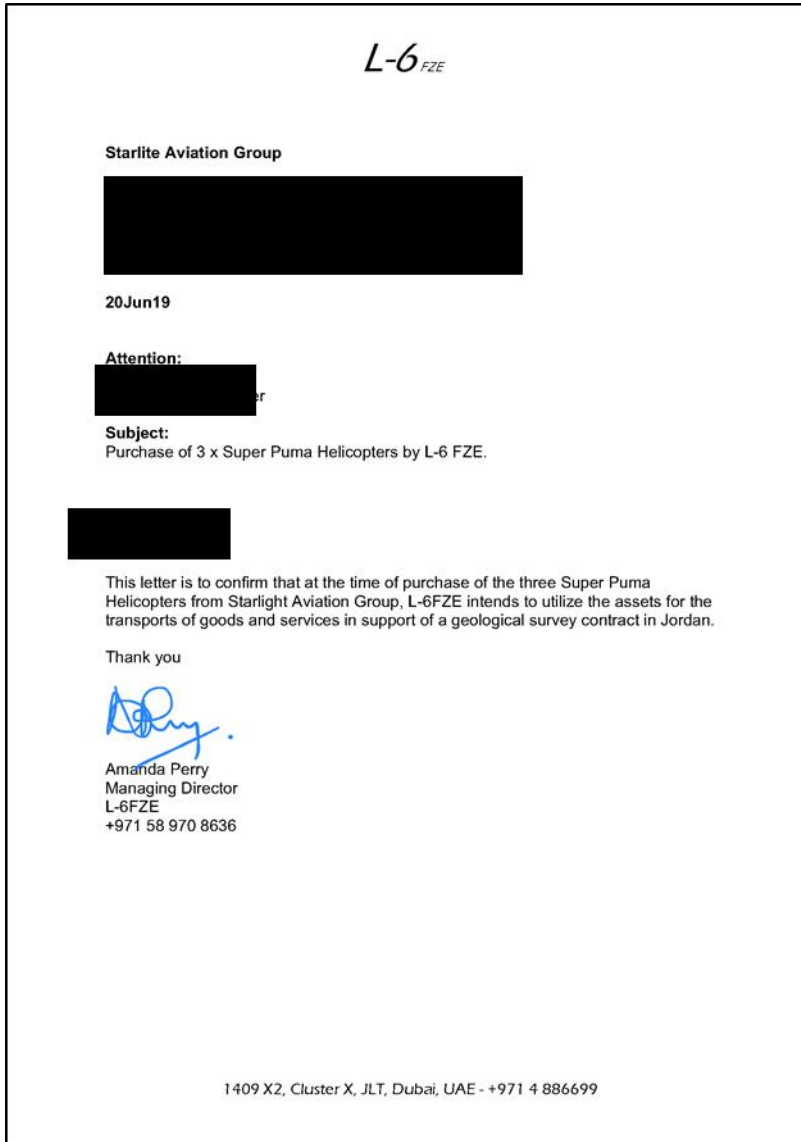 L-6 FZE
Starlite Aviation Group
20Jun19
Attention:
er
Subject:
Purchase of 3 x Super Puma Helicopters by L-6 FZE.
This letter is to confirm that at the time of purchase of the three Super Puma
Helicopters from Starlight Aviation Group, L-6FZE intends to utilize the assets for the
transports of goods and services in support of a geological survey contract in Jordan.
Thank you
Amanda Perry
Managing Director
L-6FZE
+971 58 970 8636
1409 X2, Cluster X, JLT, Dubai, UAE - +971 4 886699